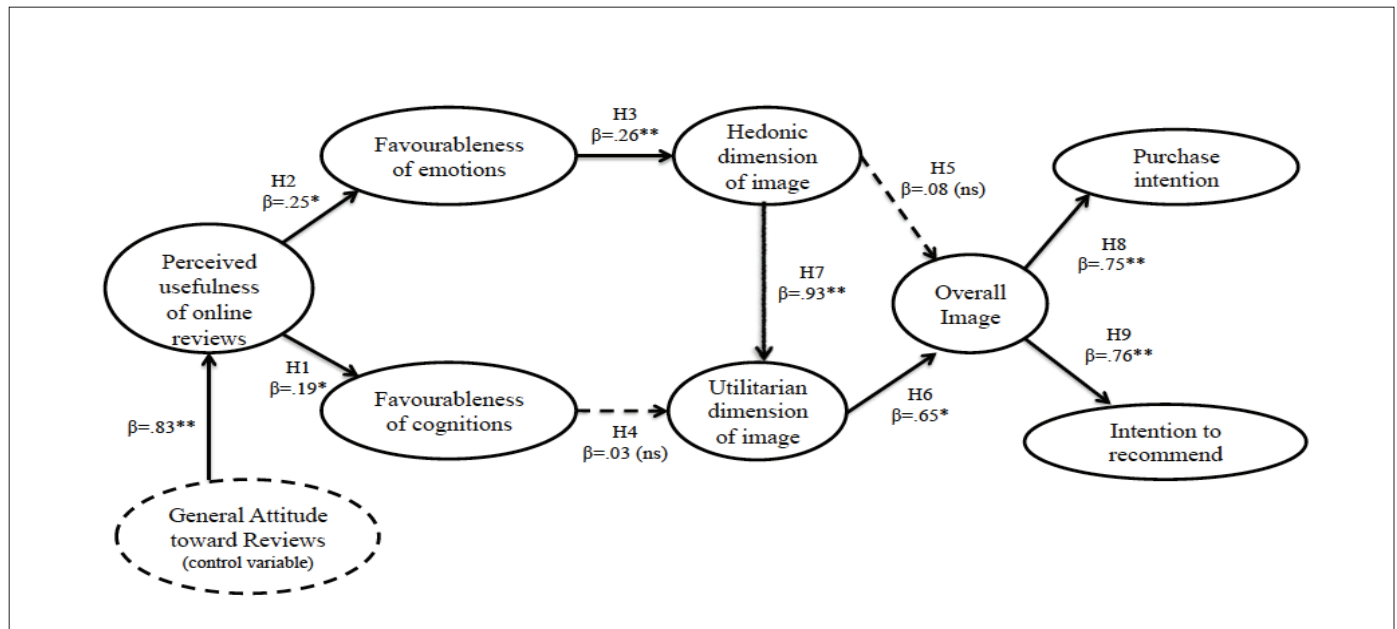 H3
β=.26**
Favourableness
of emotions
Hedonic
dimension
of image
Purchase
intention
H5
β=.08 (ns)
H2
β=.25*
Perceived
usefulness
of online
reviews
H7
β=.93**
Overall
Image
H8
β=.75**
H1
β=.19*
Favourableness
of cognitions
H4
β=.03 (ns)
Utilitarian
dimension
of image
H6
β=.65*
H9
β=.76**
Intention to
recommend
β=.83**
General Attitude
toward Reviews
(control variable)